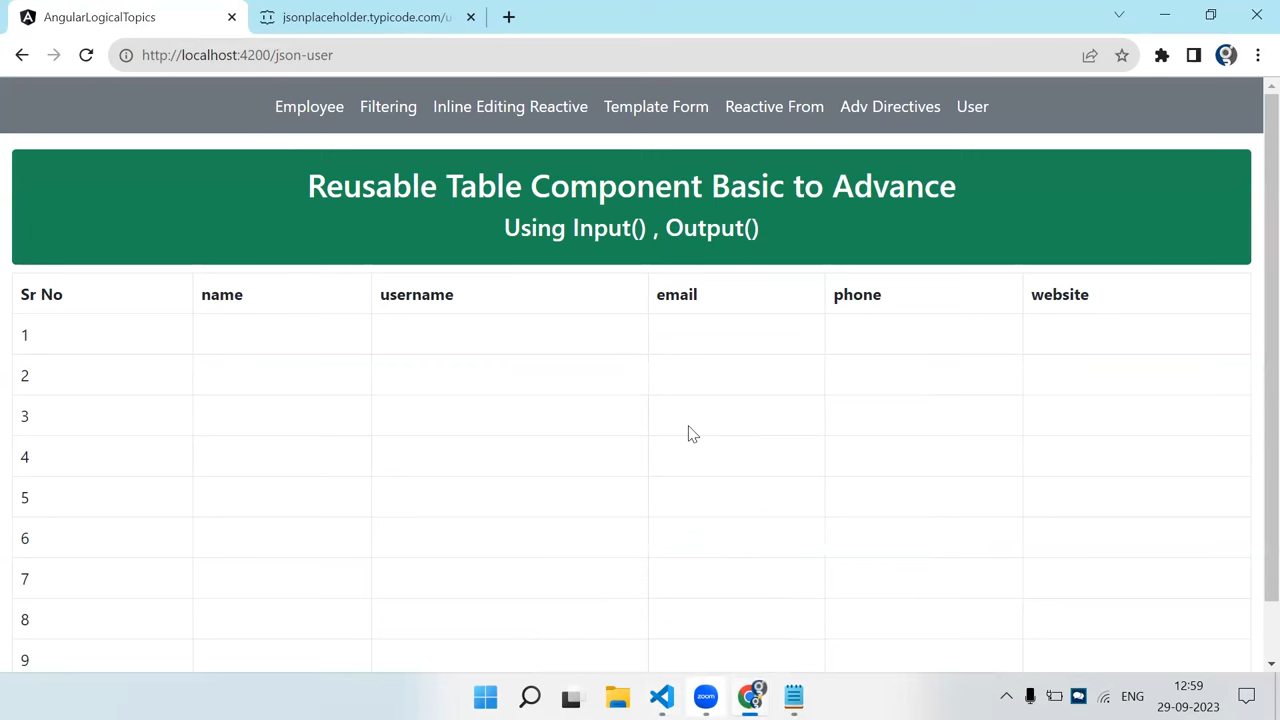 AngularLogicalTopics
jsonplaceholder.typicode.com/u
http://localhost:4200/json-user
Employee Filtering Inline Editing Reactive Template Form Reactive From Adv Directives User
Reusable Table Component Basic to Advance
Using Input() , Output()
Sr No name username email phone website
1
2
3
4
5
6
7
8
9
zoom
ENG
12:59
29-09-2023